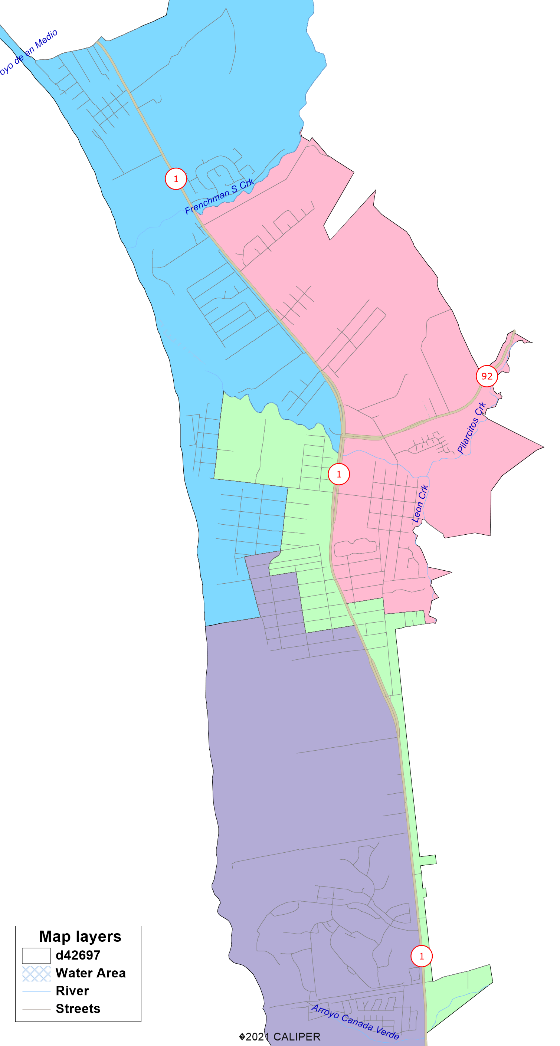 oyo de en Medio
1
Frenchman S Crk
92
Pilarcitos Crk
1
Leon Crk
1
Arroyo Canada Verde
Map layers
d42697
Water Area
River
Streets
�2021 CALIPER